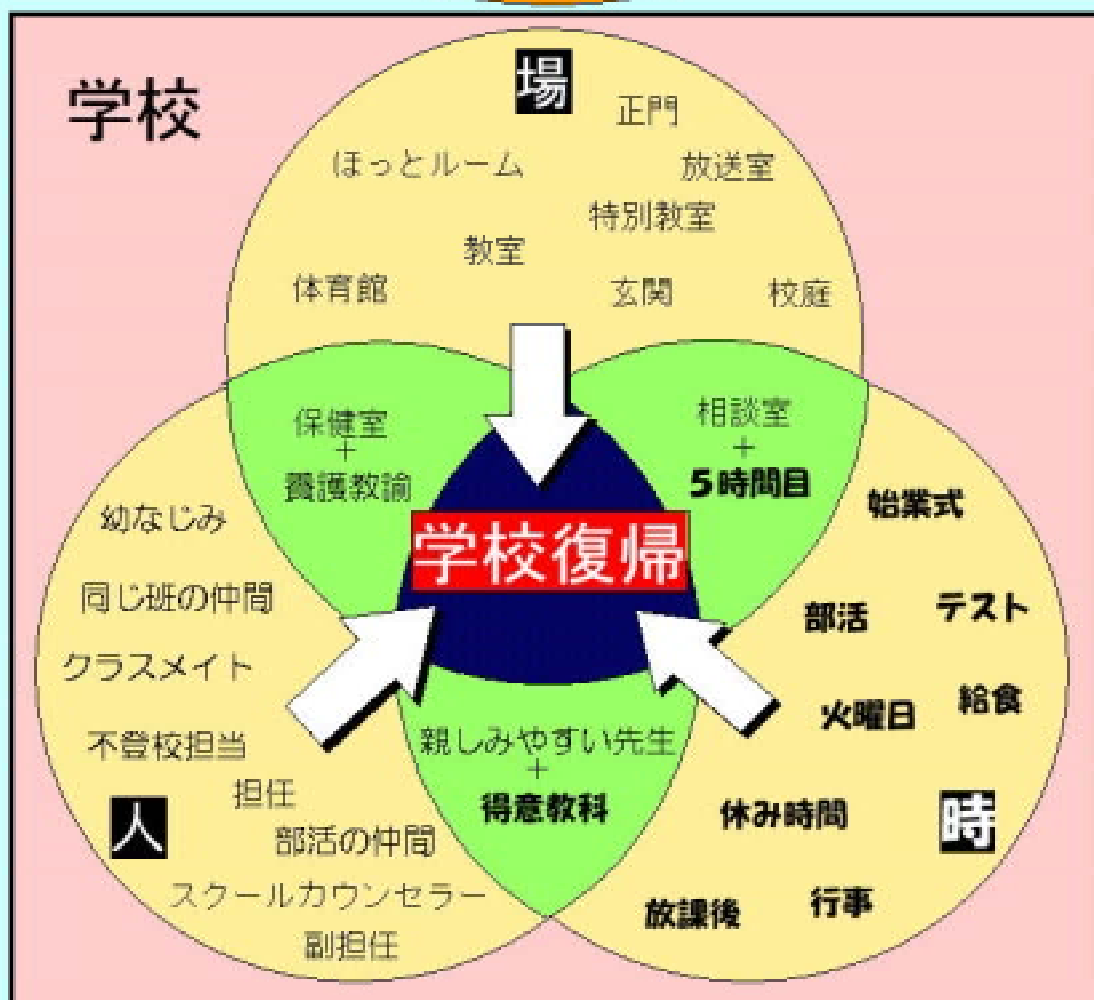 学校
場
正門
ほっとルーム
放送室
特別教室
教室
体育館
玄関
校庭
保健室
+
養護教諭
相談室
+
5時間目
学校復帰
幼なじみ
同じ班の仲間
クラスメイト
不登校担当
担任
人
部活の仲間
スクールカウンセラー
副担任
親しみやすい先生
+
得意教科
始業式
部活
テスト
火曜日
給食
休み時間
時
放課後
行事